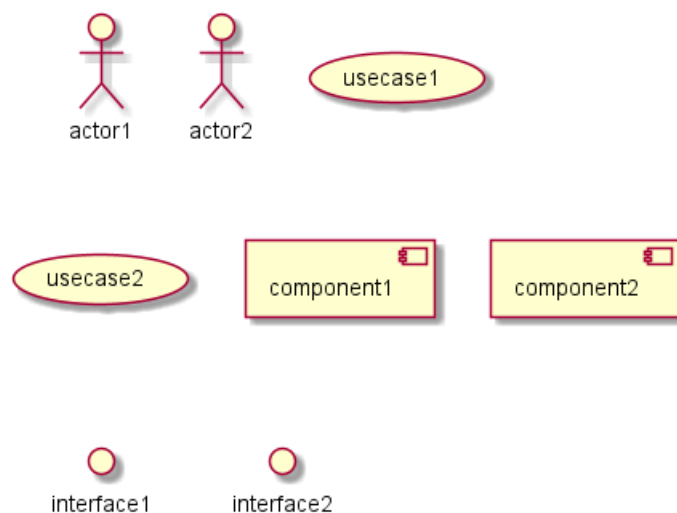 actor1
actor2
usecase1
usecase2
component1
component2
interface1
interface2